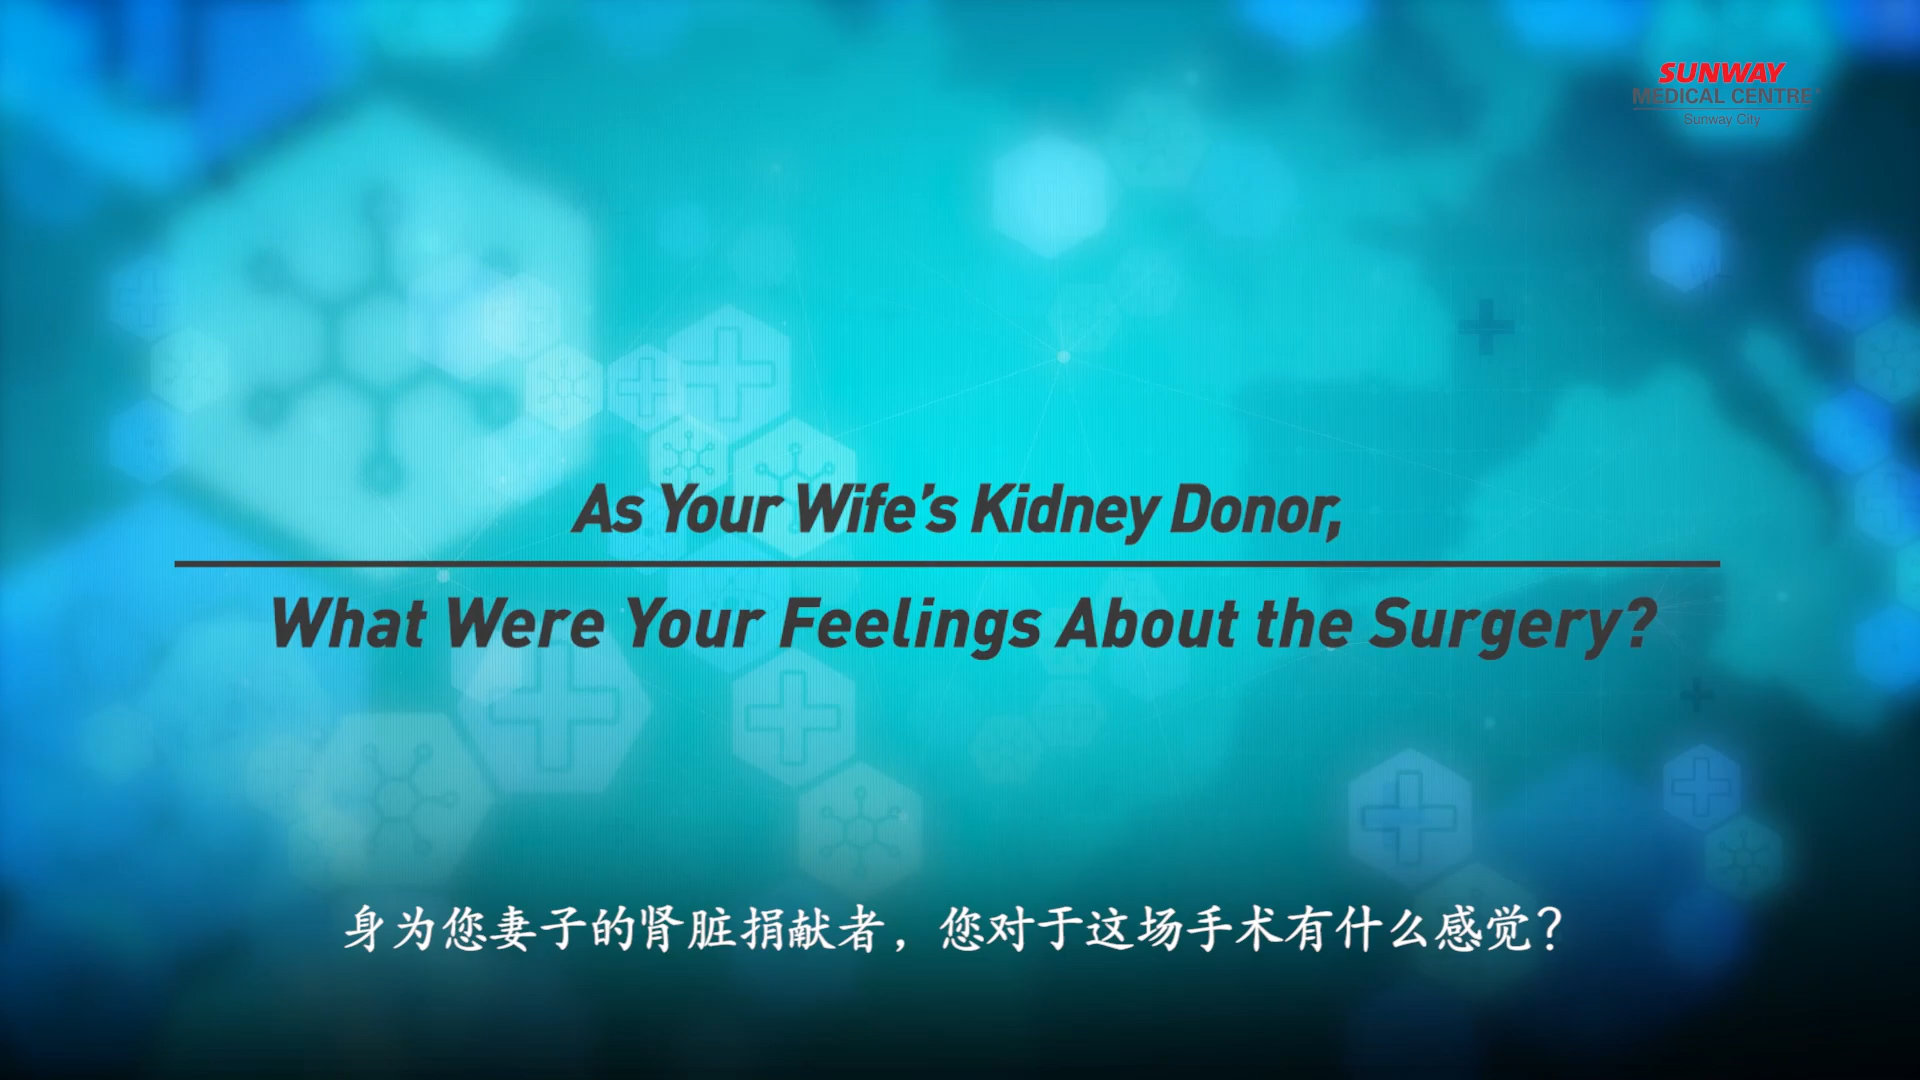 SUNWAY
MEDICAL CENTRE
Sunway City
As Your Wife’s Kidney Donor,
What Were Your Feelings About the Surgery?
身为您妻子的肾脏捐献者，您对于这场手术有什么感觉？